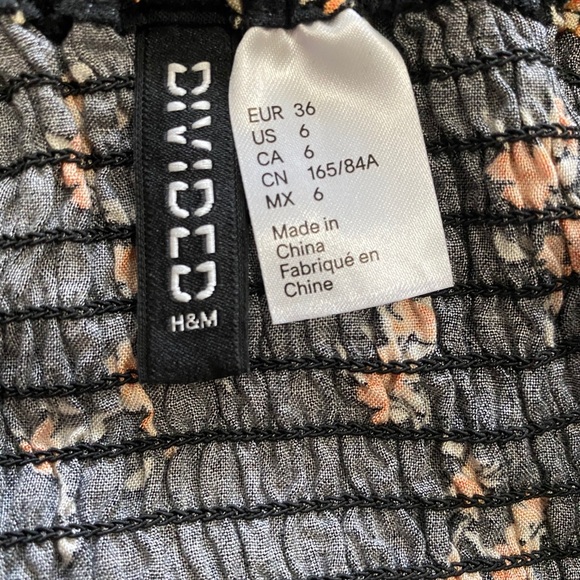 DIVIDED
H&M
EUR 36
US 6
CA 6
CN 165/84A
MX 6
Made in
China
Fabriqué en
Chine